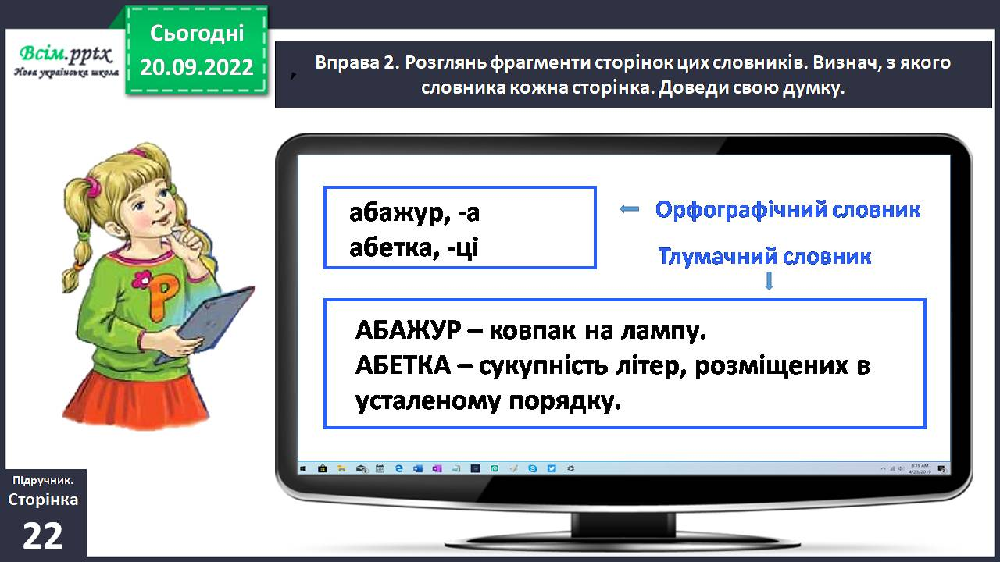 Сьогодні
20.09.2022
Всім.pptx
Нова українська школа
Вправа 2. Розглянь фрагменти сторінок цих словників. Визнач, з якого
словника кожна сторінка. Доведи свою думку.
абажур, -а
абетка, -ці
Орфографічний словник
Тлумачний словник
АБАЖУР – ковпак на лампу.
АБЕТКА – сукупність літер, розміщених в
усталеному порядку.
Р
8:19 AM
4/23/2019
Підручник.
Сторінка
22